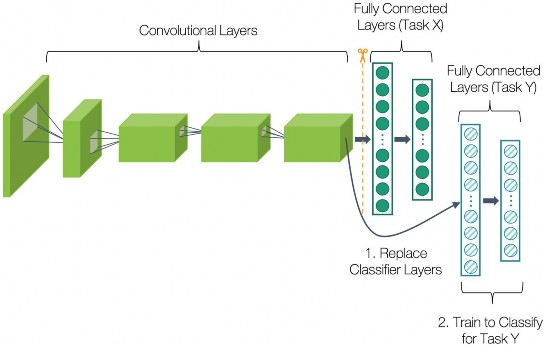 Convolutional Layers
Fully Connected
Layers (Task X)
Fully Connected
Layers (Task Y)
1. Replace
Classifier Layers
2. Train to Classify
for Task Y